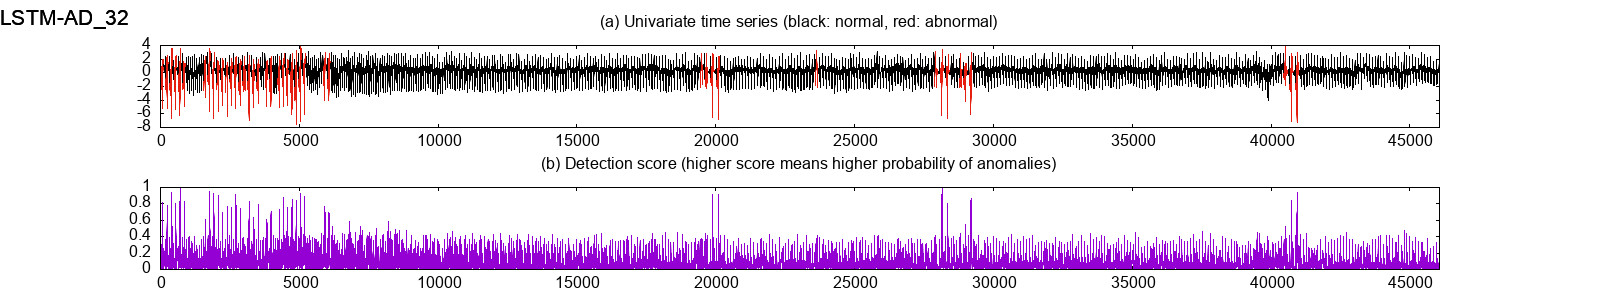 LSTM-AD_32
(a) Univariate time series (black: normal, red: abnormal)
4
2
0
-2
-4
-6
-8
0 5000 10000 15000 20000 25000 30000 35000 40000 45000
(b) Detection score (higher score means higher probability of anomalies)
1
0.8
0.6
0.4
0.2
0
0 5000 10000 15000 20000 25000 30000 35000 40000 45000